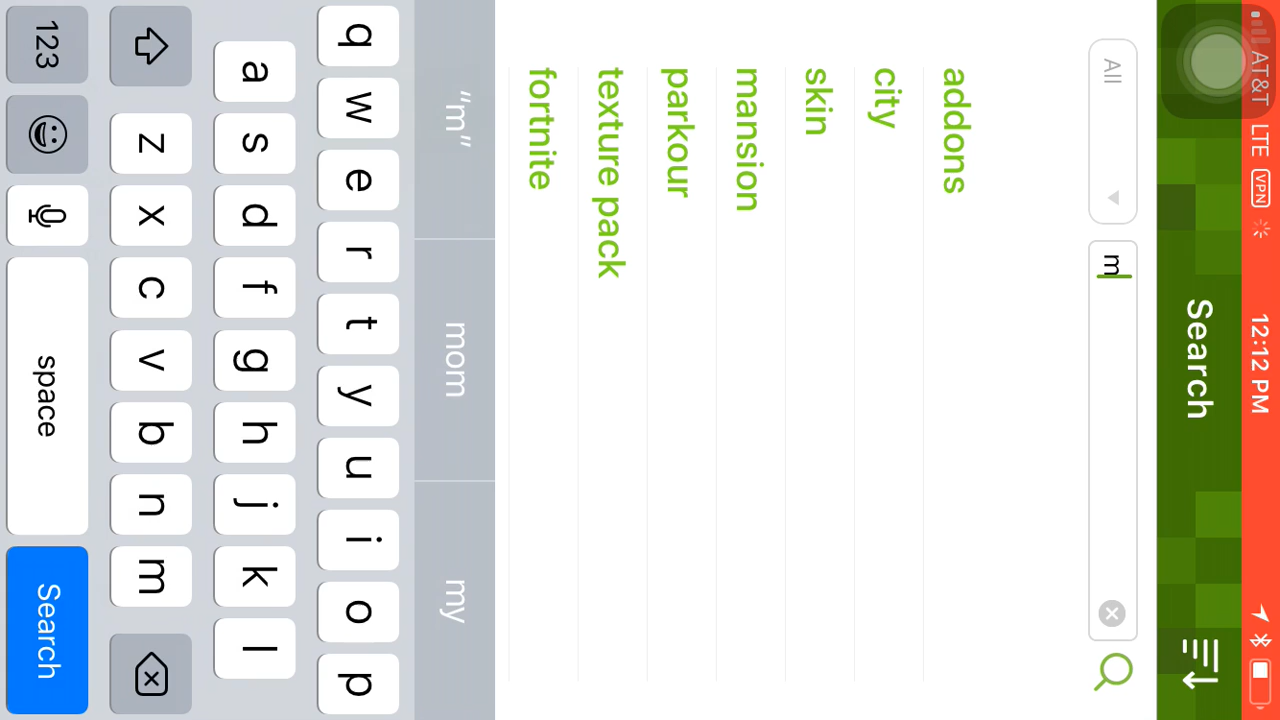 AT&T LTE VPN 12:12 PM
Search
All m
addons
city
skin
mansion
parkour
texture pack
fortnite
"m" mom my
q w e r t y u i o p
a s d f g h j k l
z x c v b n m
123 space Search